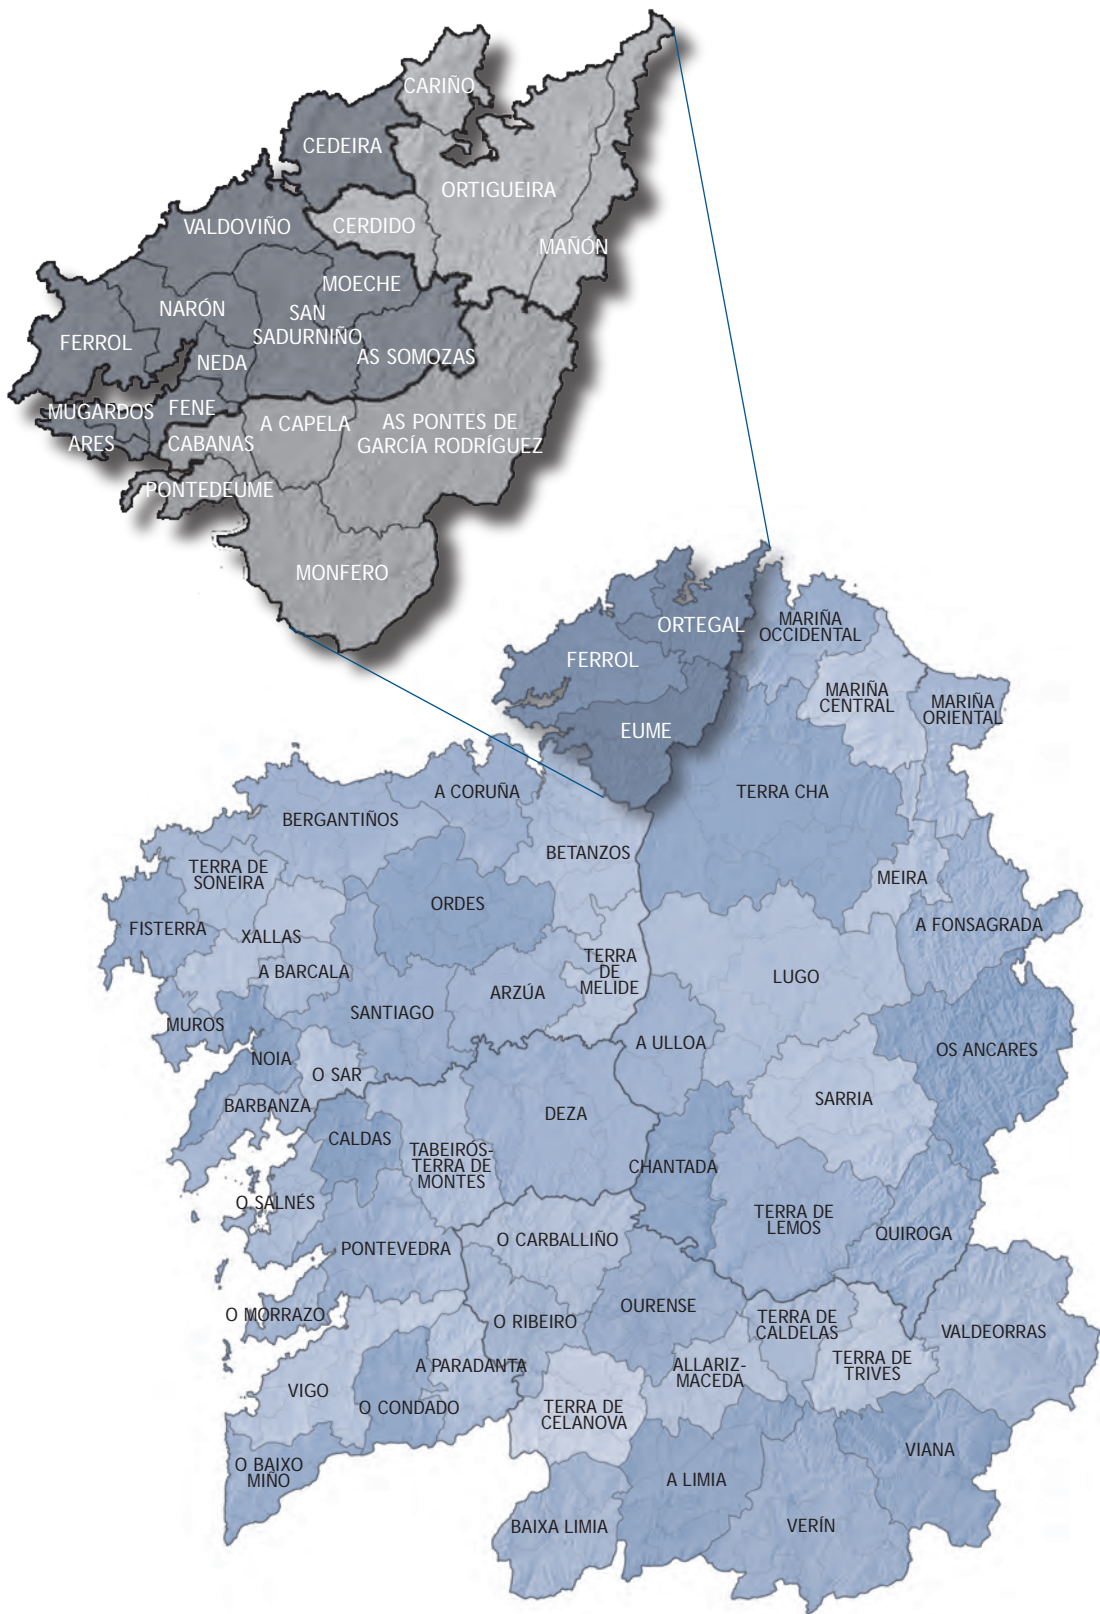 CARIÑO
CEDEIRA
ORTIGUEIRA
VALDOVIÑO
CERDIDO
MAÑÓN
MOECHE
NARÓN
SAN
SADURNIÑO
FERROL
NEDA
AS SOMOZAS
MUGARDOS
FENE
ARES
CABANAS
A CAPELA
AS PONTES DE
GARCÍA RODRÍGUEZ
PONTEDEUME
MONFERO
ORTEGAL
MARIÑA
OCCIDENTAL
FERROL
MARIÑA
CENTRAL
MARIÑA
ORIENTAL
EUME
A CORUÑA
TERRA CHA
BERGANTIÑOS
BETANZOS
TERRA DE
SONEIRA
MEIRA
ORDES
FISTERRA
XALLAS
A FONSAGRADA
TERRA
DE
MELIDE
A BARCALA
ARZÚA
LUGO
SANTIAGO
MUROS
NOIA
O SAR
A ULLOA
OS ANCARES
BARBANZA
SARRIA
DEZA
CALDAS
TABEIRÓS-
TERRA DE
MONTES
CHANTADA
O SALNÉS
TERRA DE
LEMOS
QUIROGA
PONTEVEDRA
O CARBALLIÑO
O MORRAZO
O RIBEIRO
OURENSE
TERRA DE
CALDELAS
VALDEORRAS
A PARADANTA
ALLARIZ-
MACEDA
TERRA DE
TRIVES
VIGO
O CONDADO
TERRA DE
CELANOVA
VIANA
O BAIXO
MIÑO
A LIMIA
BAIXA LIMIA
VERÍN